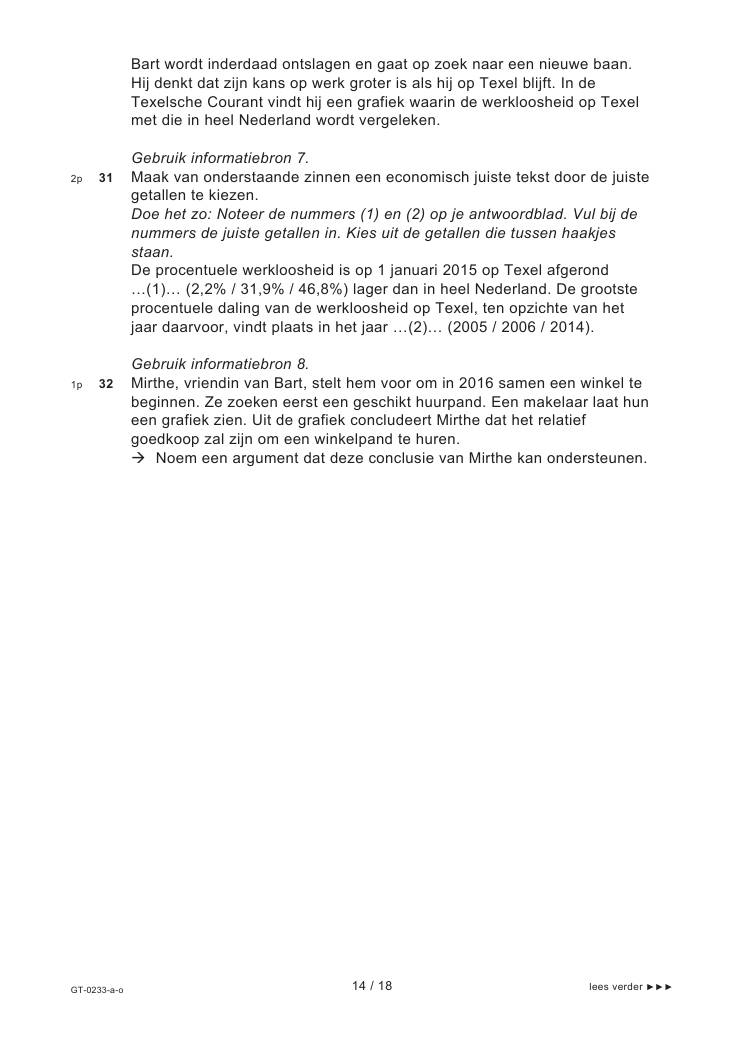 Bart wordt inderdaad ontslagen en gaat op zoek naar een nieuwe baan.
Hij denkt dat zijn kans op werk groter is als hij op Texel blijft. In de
Texelsche Courant vindt hij een grafiek waarin de werkloosheid op Texel
met die in heel Nederland wordt vergeleken.
Gebruik informatiebron 7.
2p 31 Maak van onderstaande zinnen een economisch juiste tekst door de juiste
getallen te kiezen.
Doe het zo: Noteer de nummers (1) en (2) op je antwoordblad. Vul bij de
nummers de juiste getallen in. Kies uit de getallen die tussen haakjes
staan.
De procentuele werkloosheid is op 1 januari 2015 op Texel afgerond
…(1)… (2,2% / 31,9% / 46,8%) lager dan in heel Nederland. De grootste
procentuele daling van de werkloosheid op Texel, ten opzichte van het
jaar daarvoor, vindt plaats in het jaar …(2)… (2005 / 2006 / 2014).
Gebruik informatiebron 8.
1p 32 Mirthe, vriendin van Bart, stelt hem voor om in 2016 samen een winkel te
beginnen. Ze zoeken eerst een geschikt huurpand. Een makelaar laat hun
een grafiek zien. Uit de grafiek concludeert Mirthe dat het relatief
goedkoop zal zijn om een winkelpand te huren.
→ Noem een argument dat deze conclusie van Mirthe kan ondersteunen.
GT-0233-a-o 14 / 18 lees verder ►►►